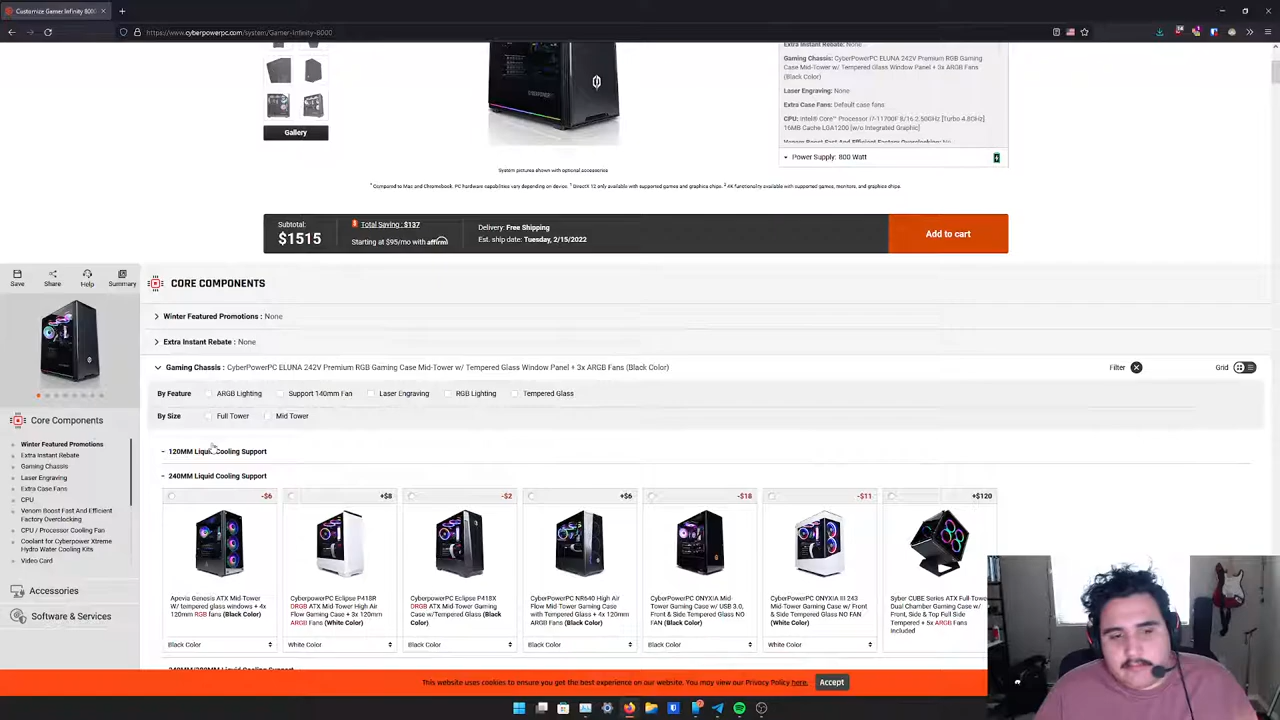 Customize Gamer Infinity 8000
https://www.cyberpowerpc.com/system/Gamer-Infinity-8000
Extra Instant Rebate: None
Gaming Chassis: CyberPowerPC ELUNA 242V Premium RGB Gaming
Case Mid-Tower w/ Tempered Glass Window Panel + 3x ARGB Fans
(Black Color)
Laser Engraving: None
Extra Case Fans: Default case fans
CPU: Intel® Core™ Processor i7-11700F 8/16 2.50GHz [Turbo 4.8GHz]
16MB Cache LGA1200 [w/o Integrated Graphic]
Venom Boost Fast And Efficient Factory Overclocking: No
Power Supply: 800 Watt
Gallery
System pictures shown with optional accessories
* Compared to Mac and Chromebook. PC hardware capabilities vary depending on device. ¹ DirectX 12 only available with supported games and graphics chips. ² 4K functionality available with supported games, monitors, and graphics chips.
Subtotal:
$1515
Total Saving : $137
Starting at $95/mo with affirm
Delivery: Free Shipping
Est. ship date: Tuesday, 2/15/2022
Add to cart
Save
Share
Help
Summary
CORE COMPONENTS
Winter Featured Promotions : None
Extra Instant Rebate : None
Gaming Chassis : CyberPowerPC ELUNA 242V Premium RGB Gaming Case Mid-Tower w/ Tempered Glass Window Panel + 3x ARGB Fans (Black Color)
Filter
Grid
By Feature
ARGB Lighting
Support 140mm Fan
Laser Engraving
RGB Lighting
Tempered Glass
By Size
Full Tower
Mid Tower
120MM Liquid Cooling Support
240MM Liquid Cooling Support
-$6
+$8
-$2
+$6
-$18
-$11
+$120
Apevia Genesis ATX Mid-Tower
W/ tempered glass windows + 4x
120mm RGB fans (Black Color)
Black Color
CyberPowerPC Eclipse P418R
DRGB ATX Mid-Tower High Air
Flow Gaming Case + 3x 120mm
ARGB Fans (White Color)
White Color
CyberPowerPC Eclipse P418X
DRGB ATX Mid-Tower Gaming
Case w/Tempered Glass (Black
Color)
Black Color
CyberPowerPC NR640 High Air
Flow Mid-Tower Gaming Case
with Tempered Glass + 4x 120mm
ARGB Fans (Black Color)
Black Color
CyberPowerPC ONYXIA Mid-
Tower Gaming Case w/ USB 3.0,
Front & Side Tempered Glass NO
FAN (Black Color)
Black Color
CyberPowerPC ONYXIA III 243
Mid-Tower Gaming Case w/ Front
& Side Tempered Glass NO FAN
(White Color)
White Color
Syber CUBE Series ATX Full-Tower
Dual Chamber Gaming Case w/
Front, Side & Top Full Side
Tempered + 5x ARGB Fans
Included
Core Components
Winter Featured Promotions
Extra Instant Rebate
Gaming Chassis
Laser Engraving
Extra Case Fans
CPU
Venom Boost Fast And Efficient
Factory Overclocking
CPU / Processor Cooling Fan
Coolant for Cyberpower Xtreme
Hydro Water Cooling Kits
Video Card
Accessories
Software & Services
This website uses cookies to ensure you get the best experience on our website. You may view our Privacy Policy here.
Accept